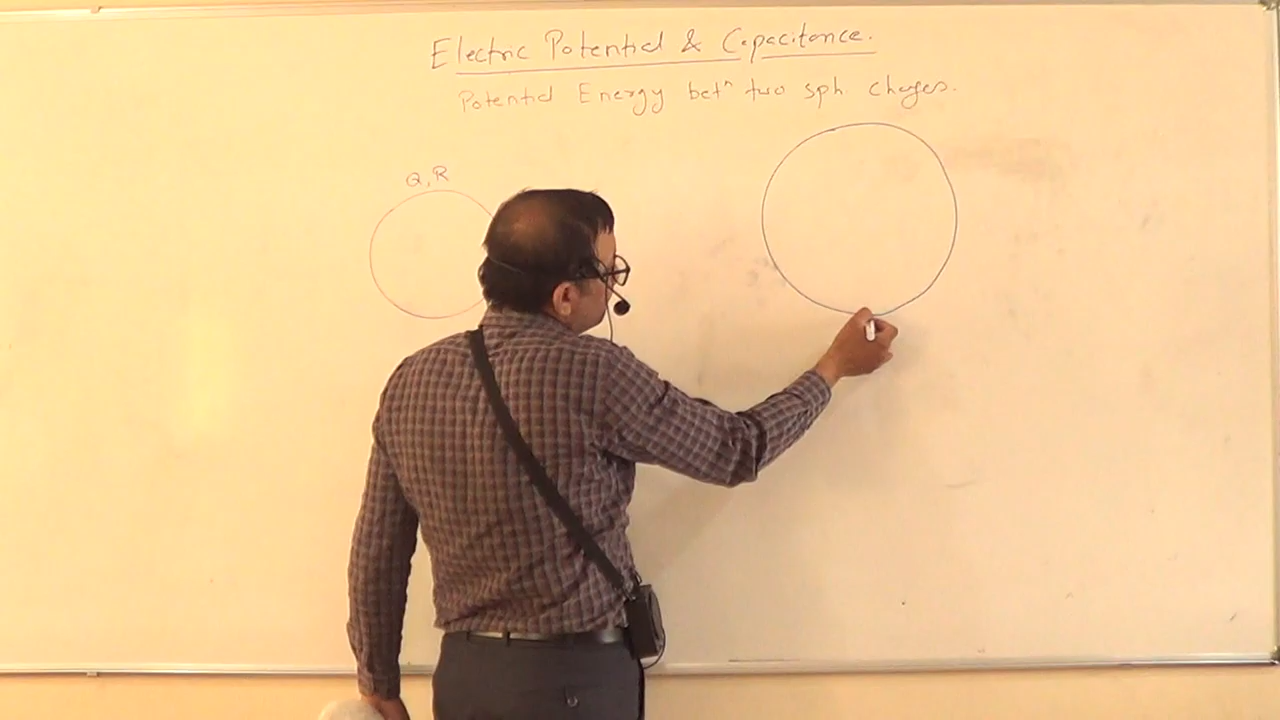 Electric Potential & Capacitance.
Potential Energy betⁿ two sph charges.
Q, R